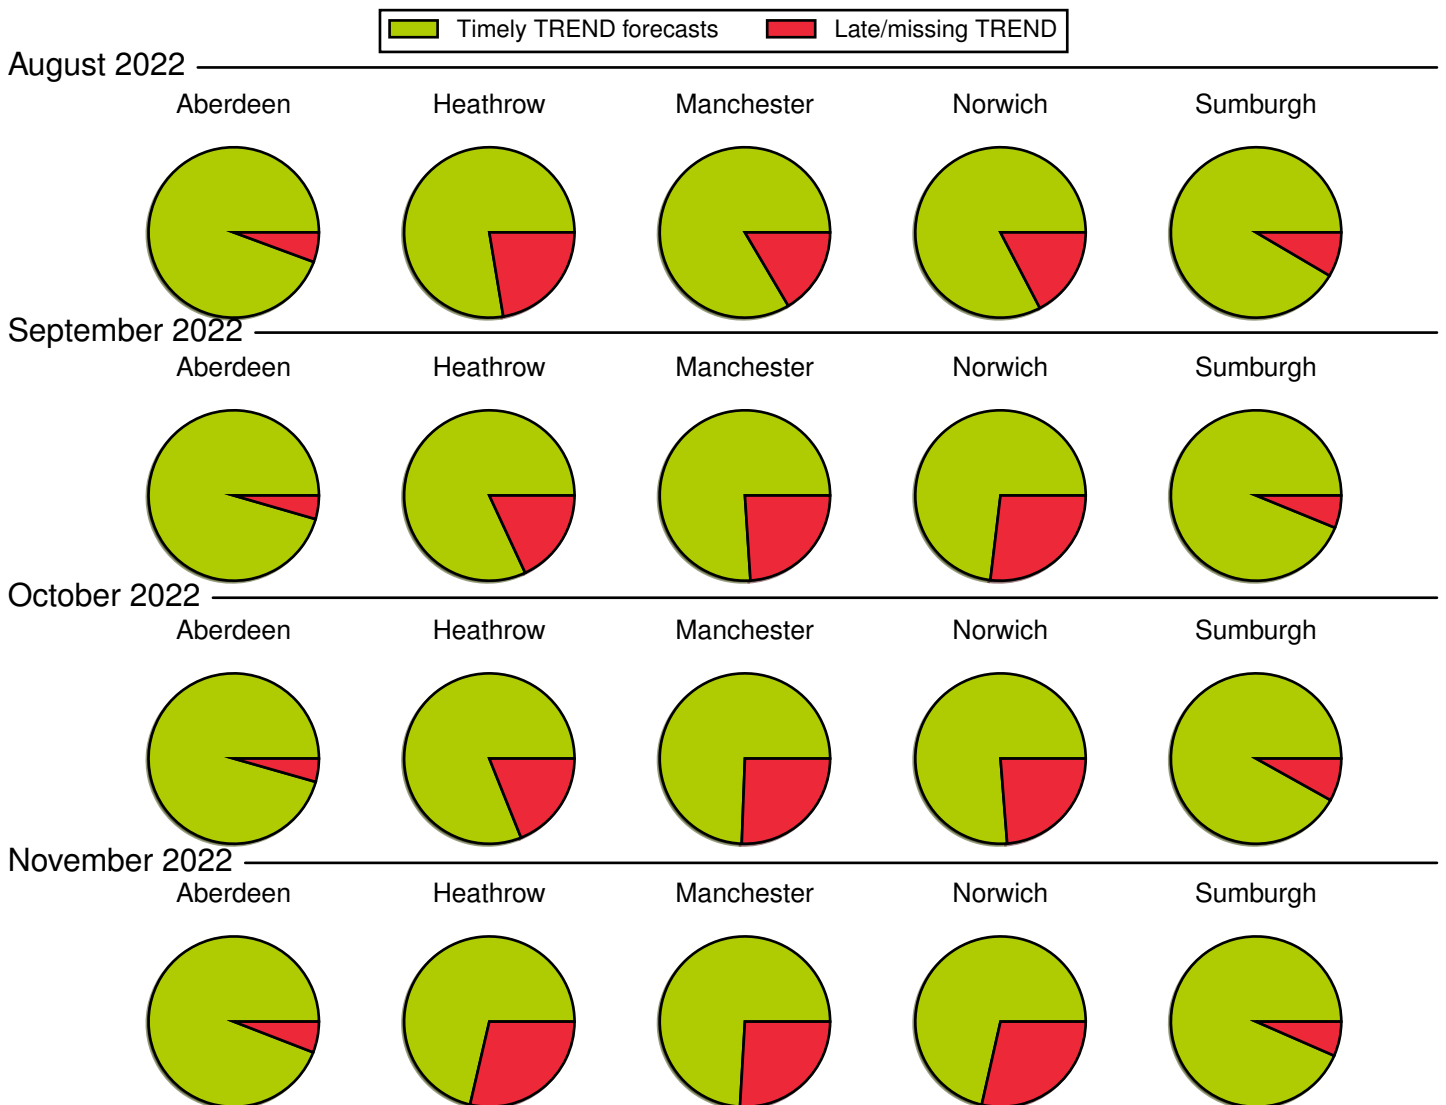 Timely TREND forecasts Late/missing TREND
August 2022
Aberdeen Heathrow Manchester Norwich Sumburgh
September 2022
Aberdeen Heathrow Manchester Norwich Sumburgh
October 2022
Aberdeen Heathrow Manchester Norwich Sumburgh
November 2022
Aberdeen Heathrow Manchester Norwich Sumburgh